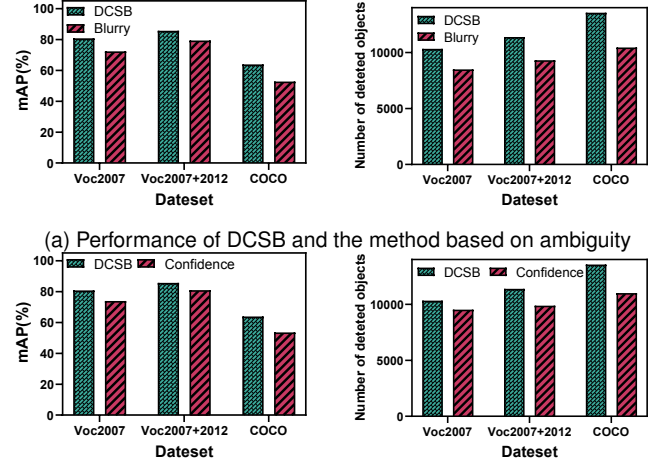 100
80
60
40
20
0
mAP(%)
DCSB
Blurry
Voc2007
Voc2007+2012
COCO
Dateset
10000
5000
0
Number of deteted objects
DCSB
Blurry
Voc2007
Voc2007+2012
COCO
Dateset
(a) Performance of DCSB and the method based on ambiguity
100
80
60
40
20
0
mAP(%)
DCSB
Confidence
Voc2007
Voc2007+2012
COCO
Dateset
10000
5000
0
Number of deteted objects
DCSB
Confidence
Voc2007
Voc2007+2012
COCO
Dateset